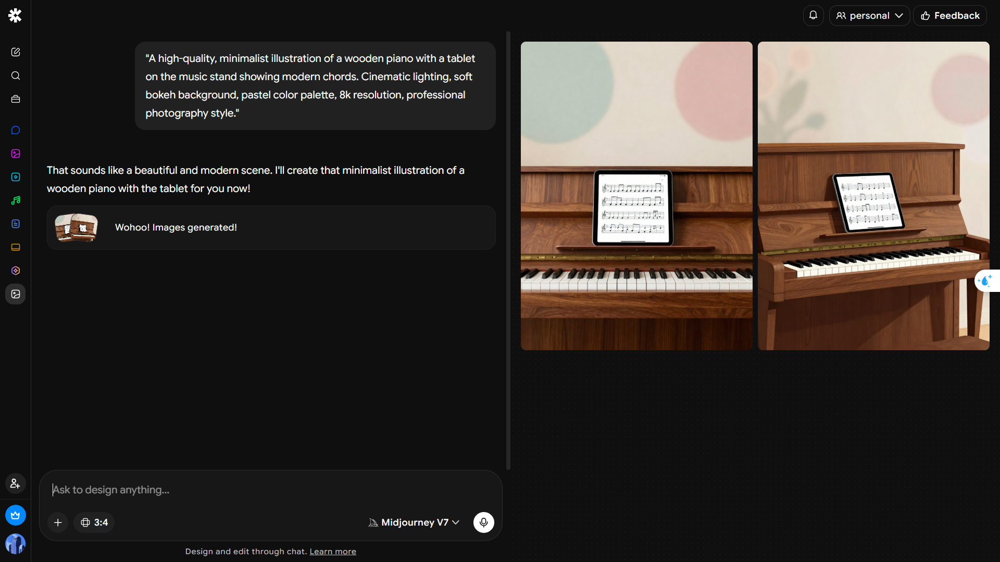 personal
Feedback
"A high-quality, minimalist illustration of a wooden piano with a tablet
on the music stand showing modern chords. Cinematic lighting, soft
bokeh background, pastel color palette, 8k resolution, professional
photography style."
That sounds like a beautiful and modern scene. I'll create that minimalist illustration of a
wooden piano with the tablet for you now!
Wohoo! Images generated!
Ask to design anything...
3:4
Midjourney V7
Design and edit through chat. Learn more